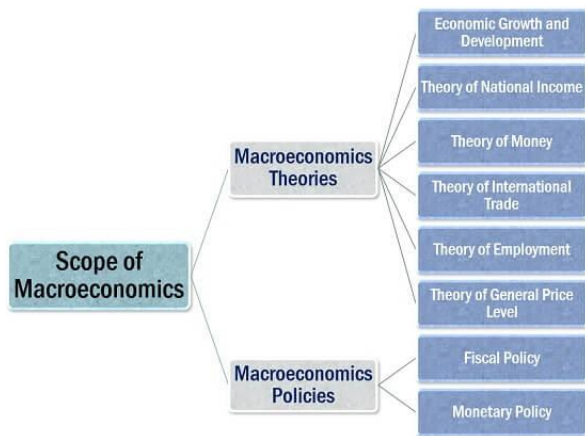 Scope of
Macroeconomics
Macroeconomics
Theories
Economic Growth and
Development
Theory of National Income
Theory of Money
Theory of International
Trade
Theory of Employment
Theory of General Price
Level
Macroeconomics
Policies
Fiscal Policy
Monetary Policy